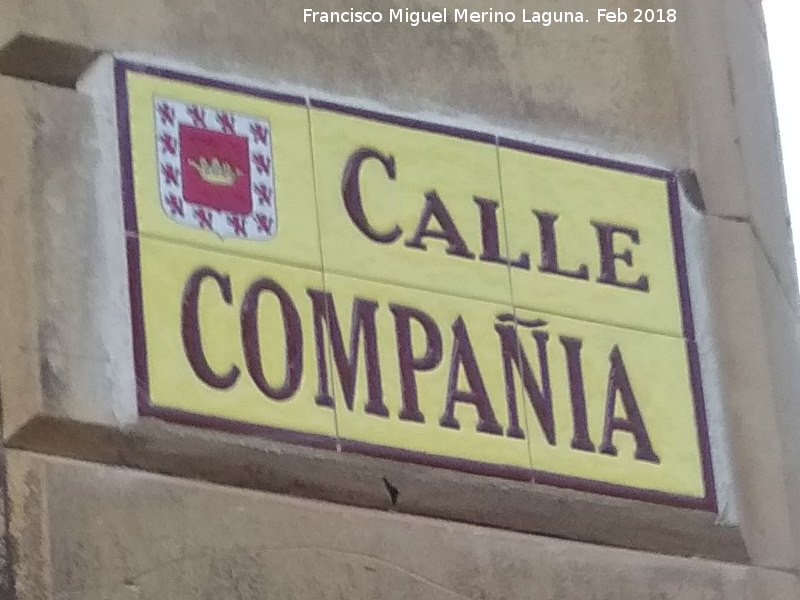 Francisco Miguel Merino Laguna. Feb 2018
CALLE
COMPAÑIA